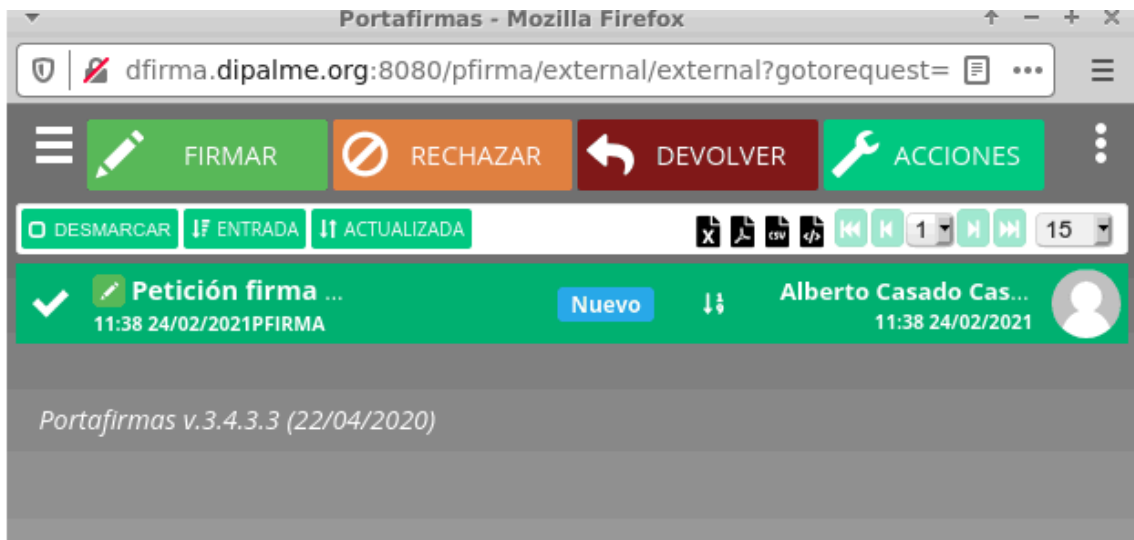 Portafirmas - Mozilla Firefox
dfirma.dipalme.org:8080/pfirma/external/external?gotorequest=
FIRMAR RECHAZAR DEVOLVER ACCIONES
DESMARCAR ENTRADA ACTUALIZADA 1 15
Petición firma ... Nuevo Alberto Casado Cas...
11:38 24/02/2021PFIRMA 11:38 24/02/2021
Portafirmas v.3.4.3.3 (22/04/2020)